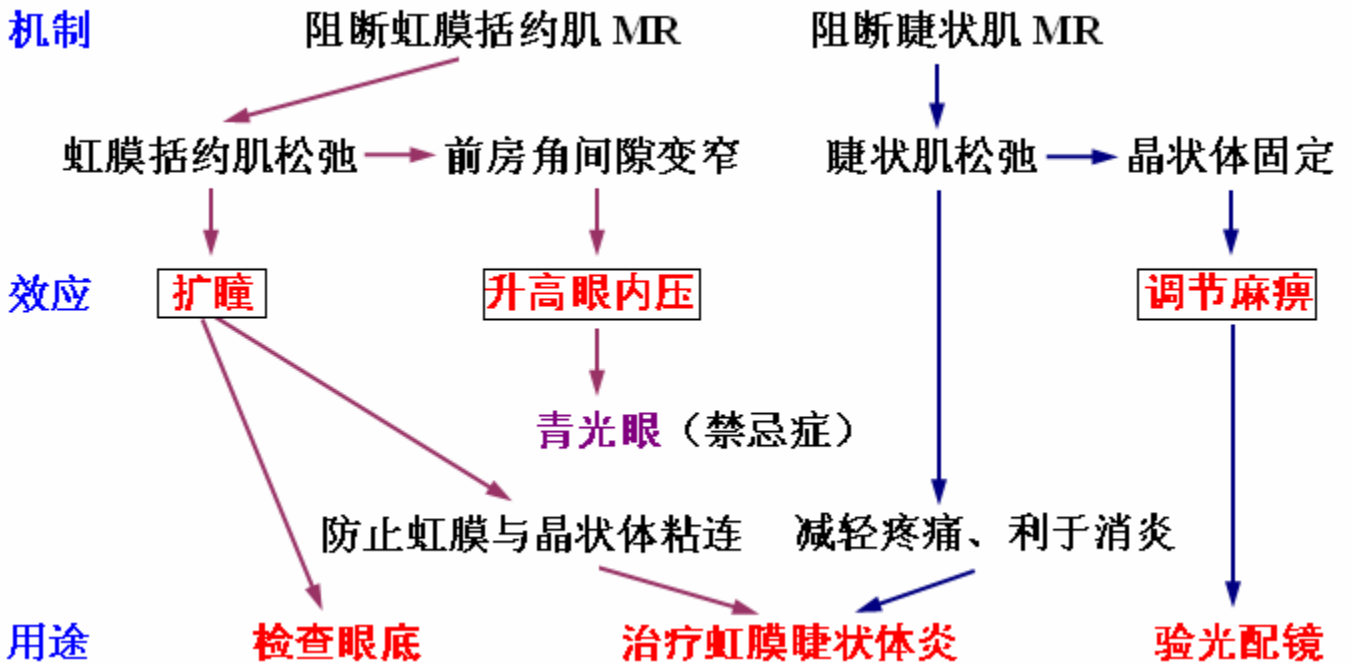 机制 阻断虹膜括约肌 MR 阻断睫状肌 MR
虹膜括约肌松弛 前房角间隙变窄 睫状肌松弛 晶状体固定
效应 扩瞳 升高眼内压 调节麻痹
青光眼（禁忌症）
防止虹膜与晶状体粘连 减轻疼痛、利于消炎
用途 检查眼底 治疗虹膜睫状体炎 验光配镜